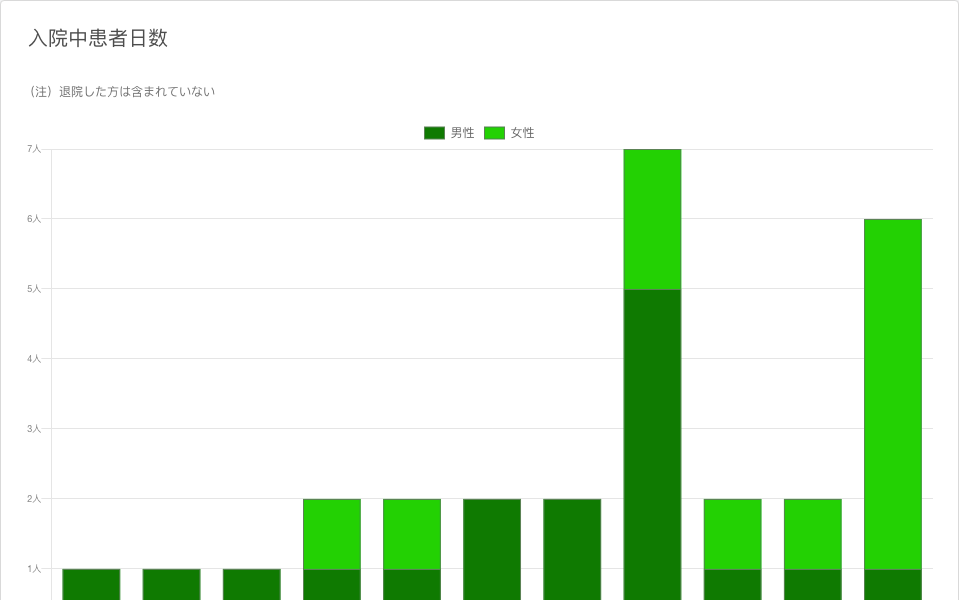 入院中患者日数
（注）退院した方は含まれていない
男性 女性
7人
6人
5人
4人
3人
2人
1人